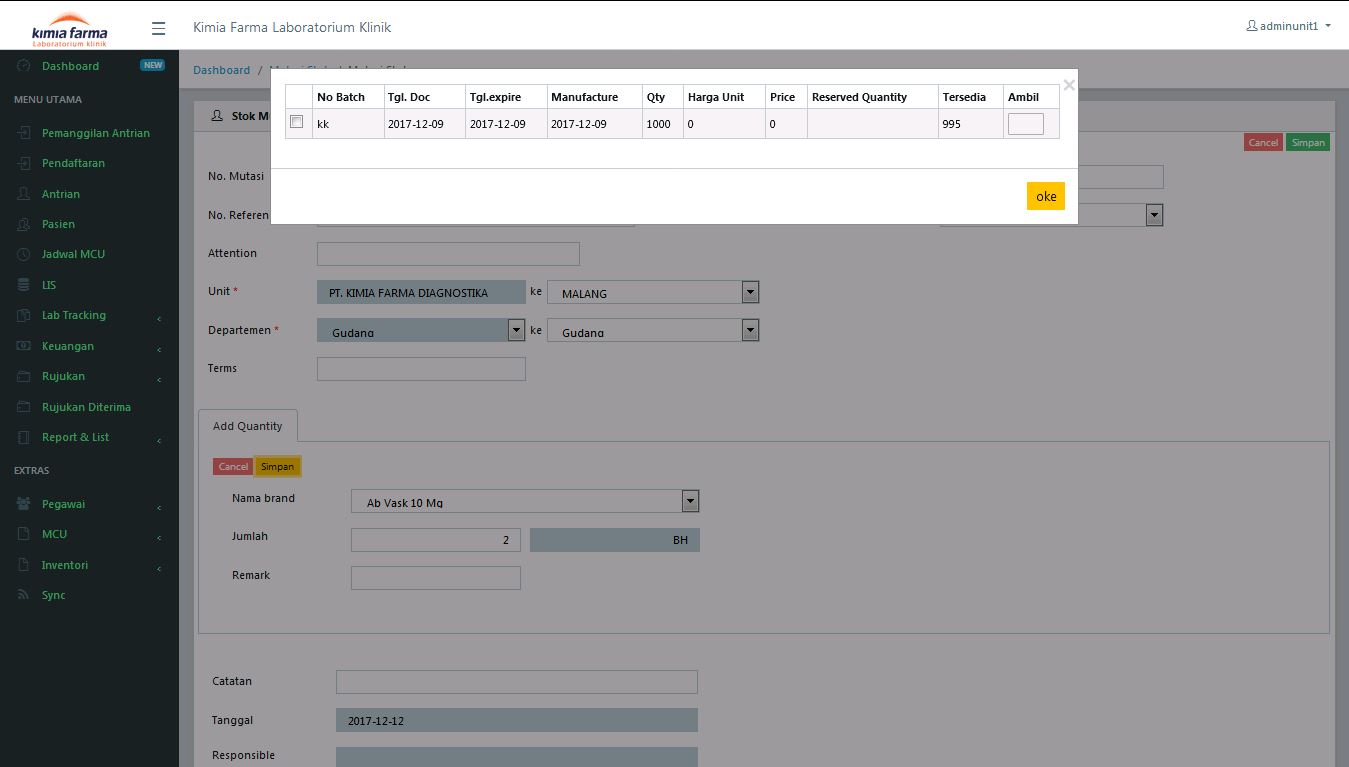 kimia farma
Laboratorium klinik
Kimia Farma Laboratorium Klinik
adminunit1
Dashboard NEW
MENU UTAMA
Pemanggilan Antrian
Pendaftaran
Antrian
Pasien
Jadwal MCU
LIS
Lab Tracking
Keuangan
Rujukan
Rujukan Diterima
Report & List
EXTRAS
Pegawai
MCU
Inventori
Sync
Dashboard /
No Batch Tgl. Doc Tgl.expire Manufacture Qty Harga Unit Price Reserved Quantity Tersedia Ambil
kk 2017-12-09 2017-12-09 2017-12-09 1000 0 0 995
oke
Stok M
Cancel Simpan
No. Mutasi
No. Referen
Attention
Unit * PT. KIMIA FARMA DIAGNOSTIKA ke MALANG
Departemen * Gudang ke Gudang
Terms
Add Quantity
Cancel Simpan
Nama brand Ab Vask 10 Mg
Jumlah 2 BH
Remark
Catatan
Tanggal 2017-12-12
Responsible